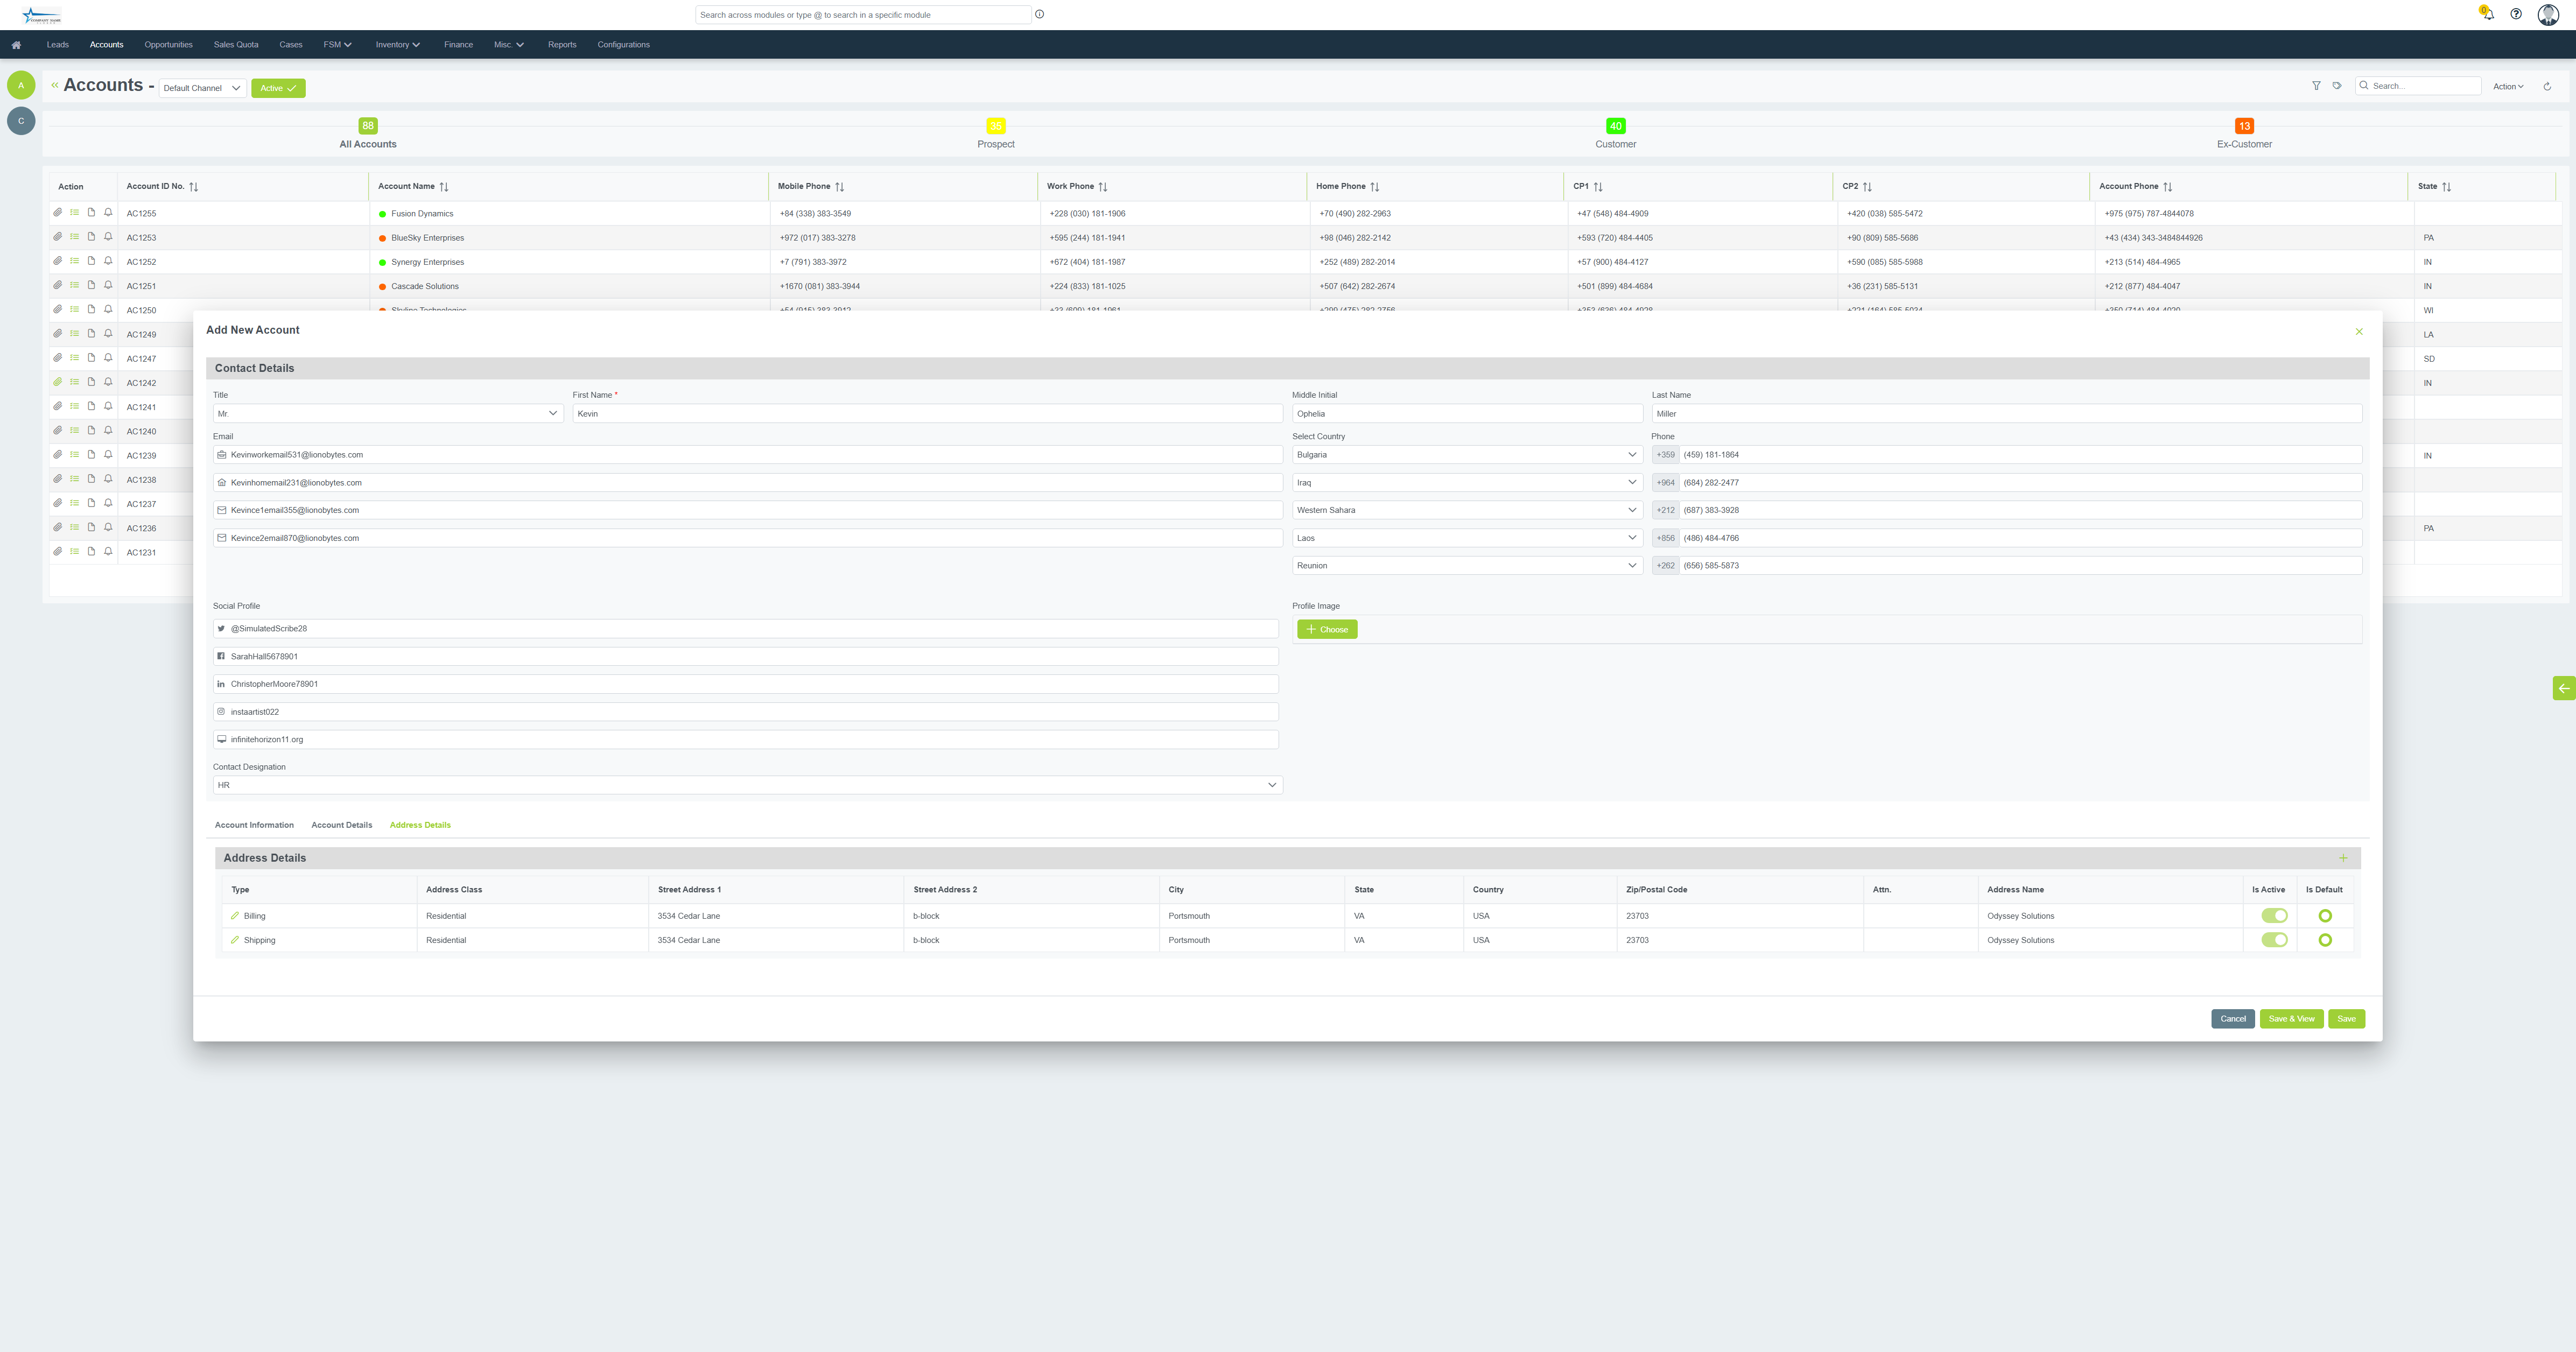 COMPANY NAME
Search across modules or type @ to search in a specific module
0
Leads Accounts Opportunities Sales Quota Cases FSM Inventory Finance Misc. Reports Configurations
A
C
Accounts - Default Channel Active Search... Action
88 35 40 13
All Accounts Prospect Customer Ex-Customer
Action Account ID No. Account Name Mobile Phone Work Phone Home Phone CP1 CP2 Account Phone State
AC1255 Fusion Dynamics +84 (338) 383-3549 +228 (030) 181-1906 +70 (490) 282-2963 +47 (548) 484-4909 +420 (038) 585-5472 +975 (975) 787-4844078
AC1253 BlueSky Enterprises +972 (017) 383-3278 +595 (244) 181-1941 +98 (046) 282-2142 +593 (720) 484-4405 +90 (809) 585-5686 +43 (434) 343-3484844926 PA
AC1252 Synergy Enterprises +7 (791) 383-3972 +672 (404) 181-1987 +252 (489) 282-2014 +57 (900) 484-4127 +590 (085) 585-5988 +213 (514) 484-4965 IN
AC1251 Cascade Solutions +1670 (081) 383-3944 +224 (833) 181-1025 +507 (642) 282-2674 +501 (899) 484-4684 +36 (231) 585-5131 +212 (877) 484-4047 IN
AC1250 WI
AC1249 LA
AC1247 SD
AC1242 IN
AC1241
AC1240
AC1239 IN
AC1238
AC1237
AC1236 PA
AC1231
Add New Account
Contact Details
Title First Name * Middle Initial Last Name
Mr. Kevin Ophelia Miller
Email Select Country Phone
Kevinworkemail531@lionobytes.com Bulgaria +359 (459) 181-1864
Kevinhomemail231@lionobytes.com Iraq +964 (684) 282-2477
Kevince1email355@lionobytes.com Western Sahara +212 (687) 383-3928
Kevince2email870@lionobytes.com Laos +856 (486) 484-4766
Reunion +262 (656) 585-5873
Social Profile Profile Image
@SimulatedScribe28 Choose
SarahHall5678901
ChristopherMoore78901
instaartist022
infinitehorizon11.org
Contact Designation
HR
Account Information Account Details Address Details
Address Details
Type Address Class Street Address 1 Street Address 2 City State Country Zip/Postal Code Attn. Address Name Is Active Is Default
Billing Residential 3534 Cedar Lane b-block Portsmouth VA USA 23703 Odyssey Solutions
Shipping Residential 3534 Cedar Lane b-block Portsmouth VA USA 23703 Odyssey Solutions
Cancel Save & View Save